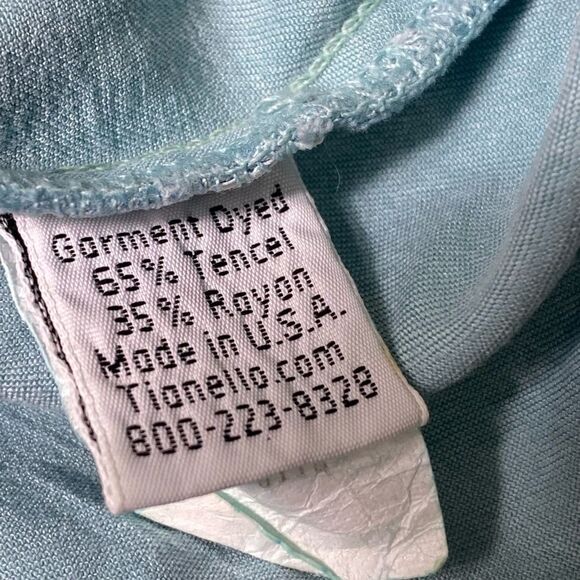 Garment Dyed
65% Tencel
35% Rayon
Made in U.S.A.
Tianello.com
800-223-8328